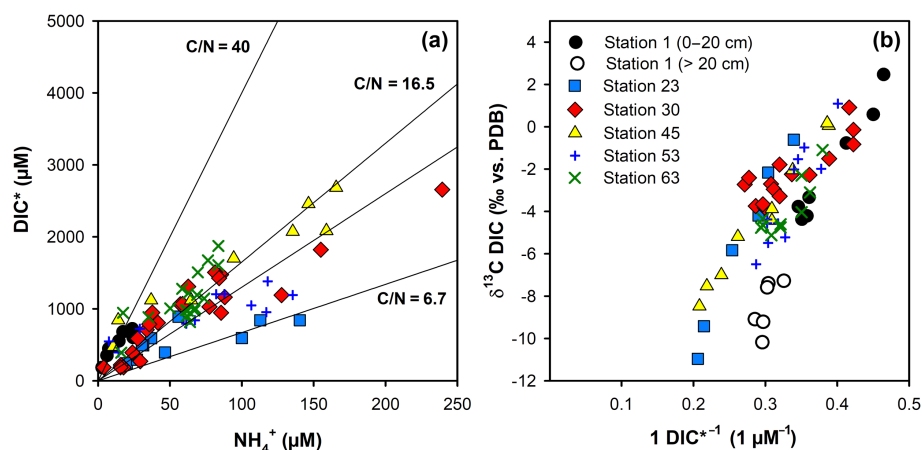 5000
4000
3000
2000
1000
0
DIC*
(µM)
(a)
C/N = 40
C/N = 16.5
C/N = 6.7
0
50
100
150
200
250
NH₄⁺
(µM)
(b)
Station 1 (0–20 cm)
Station 1 (> 20 cm)
Station 23
Station 30
Station 45
Station 53
Station 63
4
2
0
-2
-4
-6
-8
-10
-12
δ¹³C DIC (‰ vs. PDB)
0.1
0.2
0.3
0.4
0.5
1 DIC*⁻¹ (1 µM⁻¹)